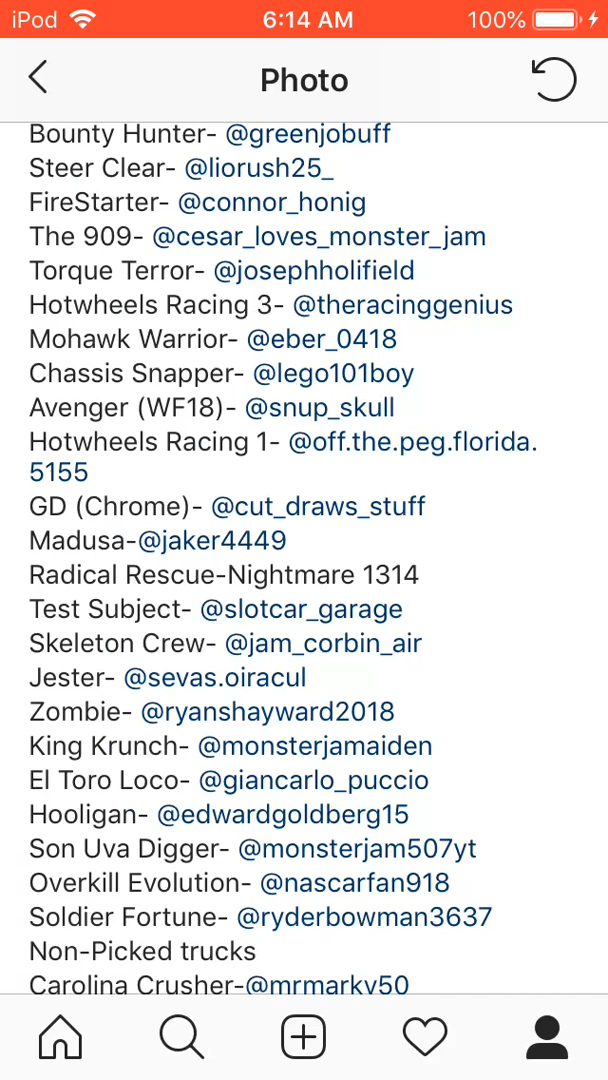 iPod 6:14 AM 100%
Photo
Bounty Hunter- @greenjobuff
Steer Clear- @liorush25_
FireStarter- @connor_honig
The 909- @cesar_loves_monster_jam
Torque Terror- @josephholifield
Hotwheels Racing 3- @theracinggenius
Mohawk Warrior- @eber_0418
Chassis Snapper- @lego101boy
Avenger (WF18)- @snup_skull
Hotwheels Racing 1- @off.the.peg.florida.
5155
GD (Chrome)- @cut_draws_stuff
Madusa-@jaker4449
Radical Rescue-Nightmare 1314
Test Subject- @slotcar_garage
Skeleton Crew- @jam_corbin_air
Jester- @sevas.oiracul
Zombie- @ryanshayward2018
King Krunch- @monsterjamaiden
El Toro Loco- @giancarlo_puccio
Hooligan- @edwardgoldberg15
Son Uva Digger- @monsterjam507yt
Overkill Evolution- @nascarfan918
Soldier Fortune- @ryderbowman3637
Non-Picked trucks
Carolina Crusher-@mrmarky50